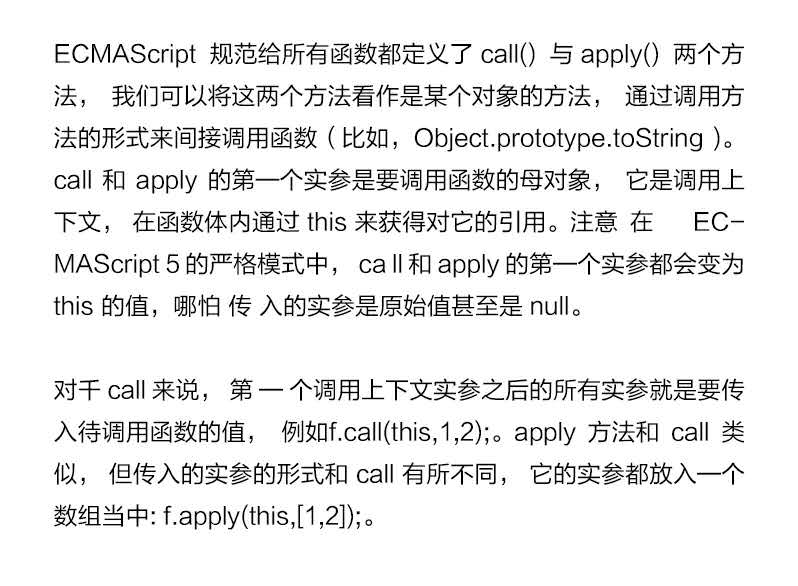 ECMAScript 规范给所有函数都定义了 call() 与 apply() 两个方
法， 我们可以将这两个方法看作是某个对象的方法， 通过调用方
法的形式来间接调用函数（比如，Object.prototype.toString )。
call 和 apply 的第一个实参是要调用函数的母对象， 它是调用上
下文， 在函数体内通过 this 来获得对它的引用。注意 在 EC-
MAScript 5 的严格模式中， ca ll 和 apply 的第一个实参都会变为
this 的值，哪怕 传 入的实参是原始值甚至是 null。
对千 call 来说， 第 一 个调用上下文实参之后的所有实参就是要传
入待调用函数的值， 例如f.call(this,1,2);。apply 方法和 call 类
似， 但传入的实参的形式和 call 有所不同， 它的实参都放入一个
数组当中: f.apply(this,[1,2]);。